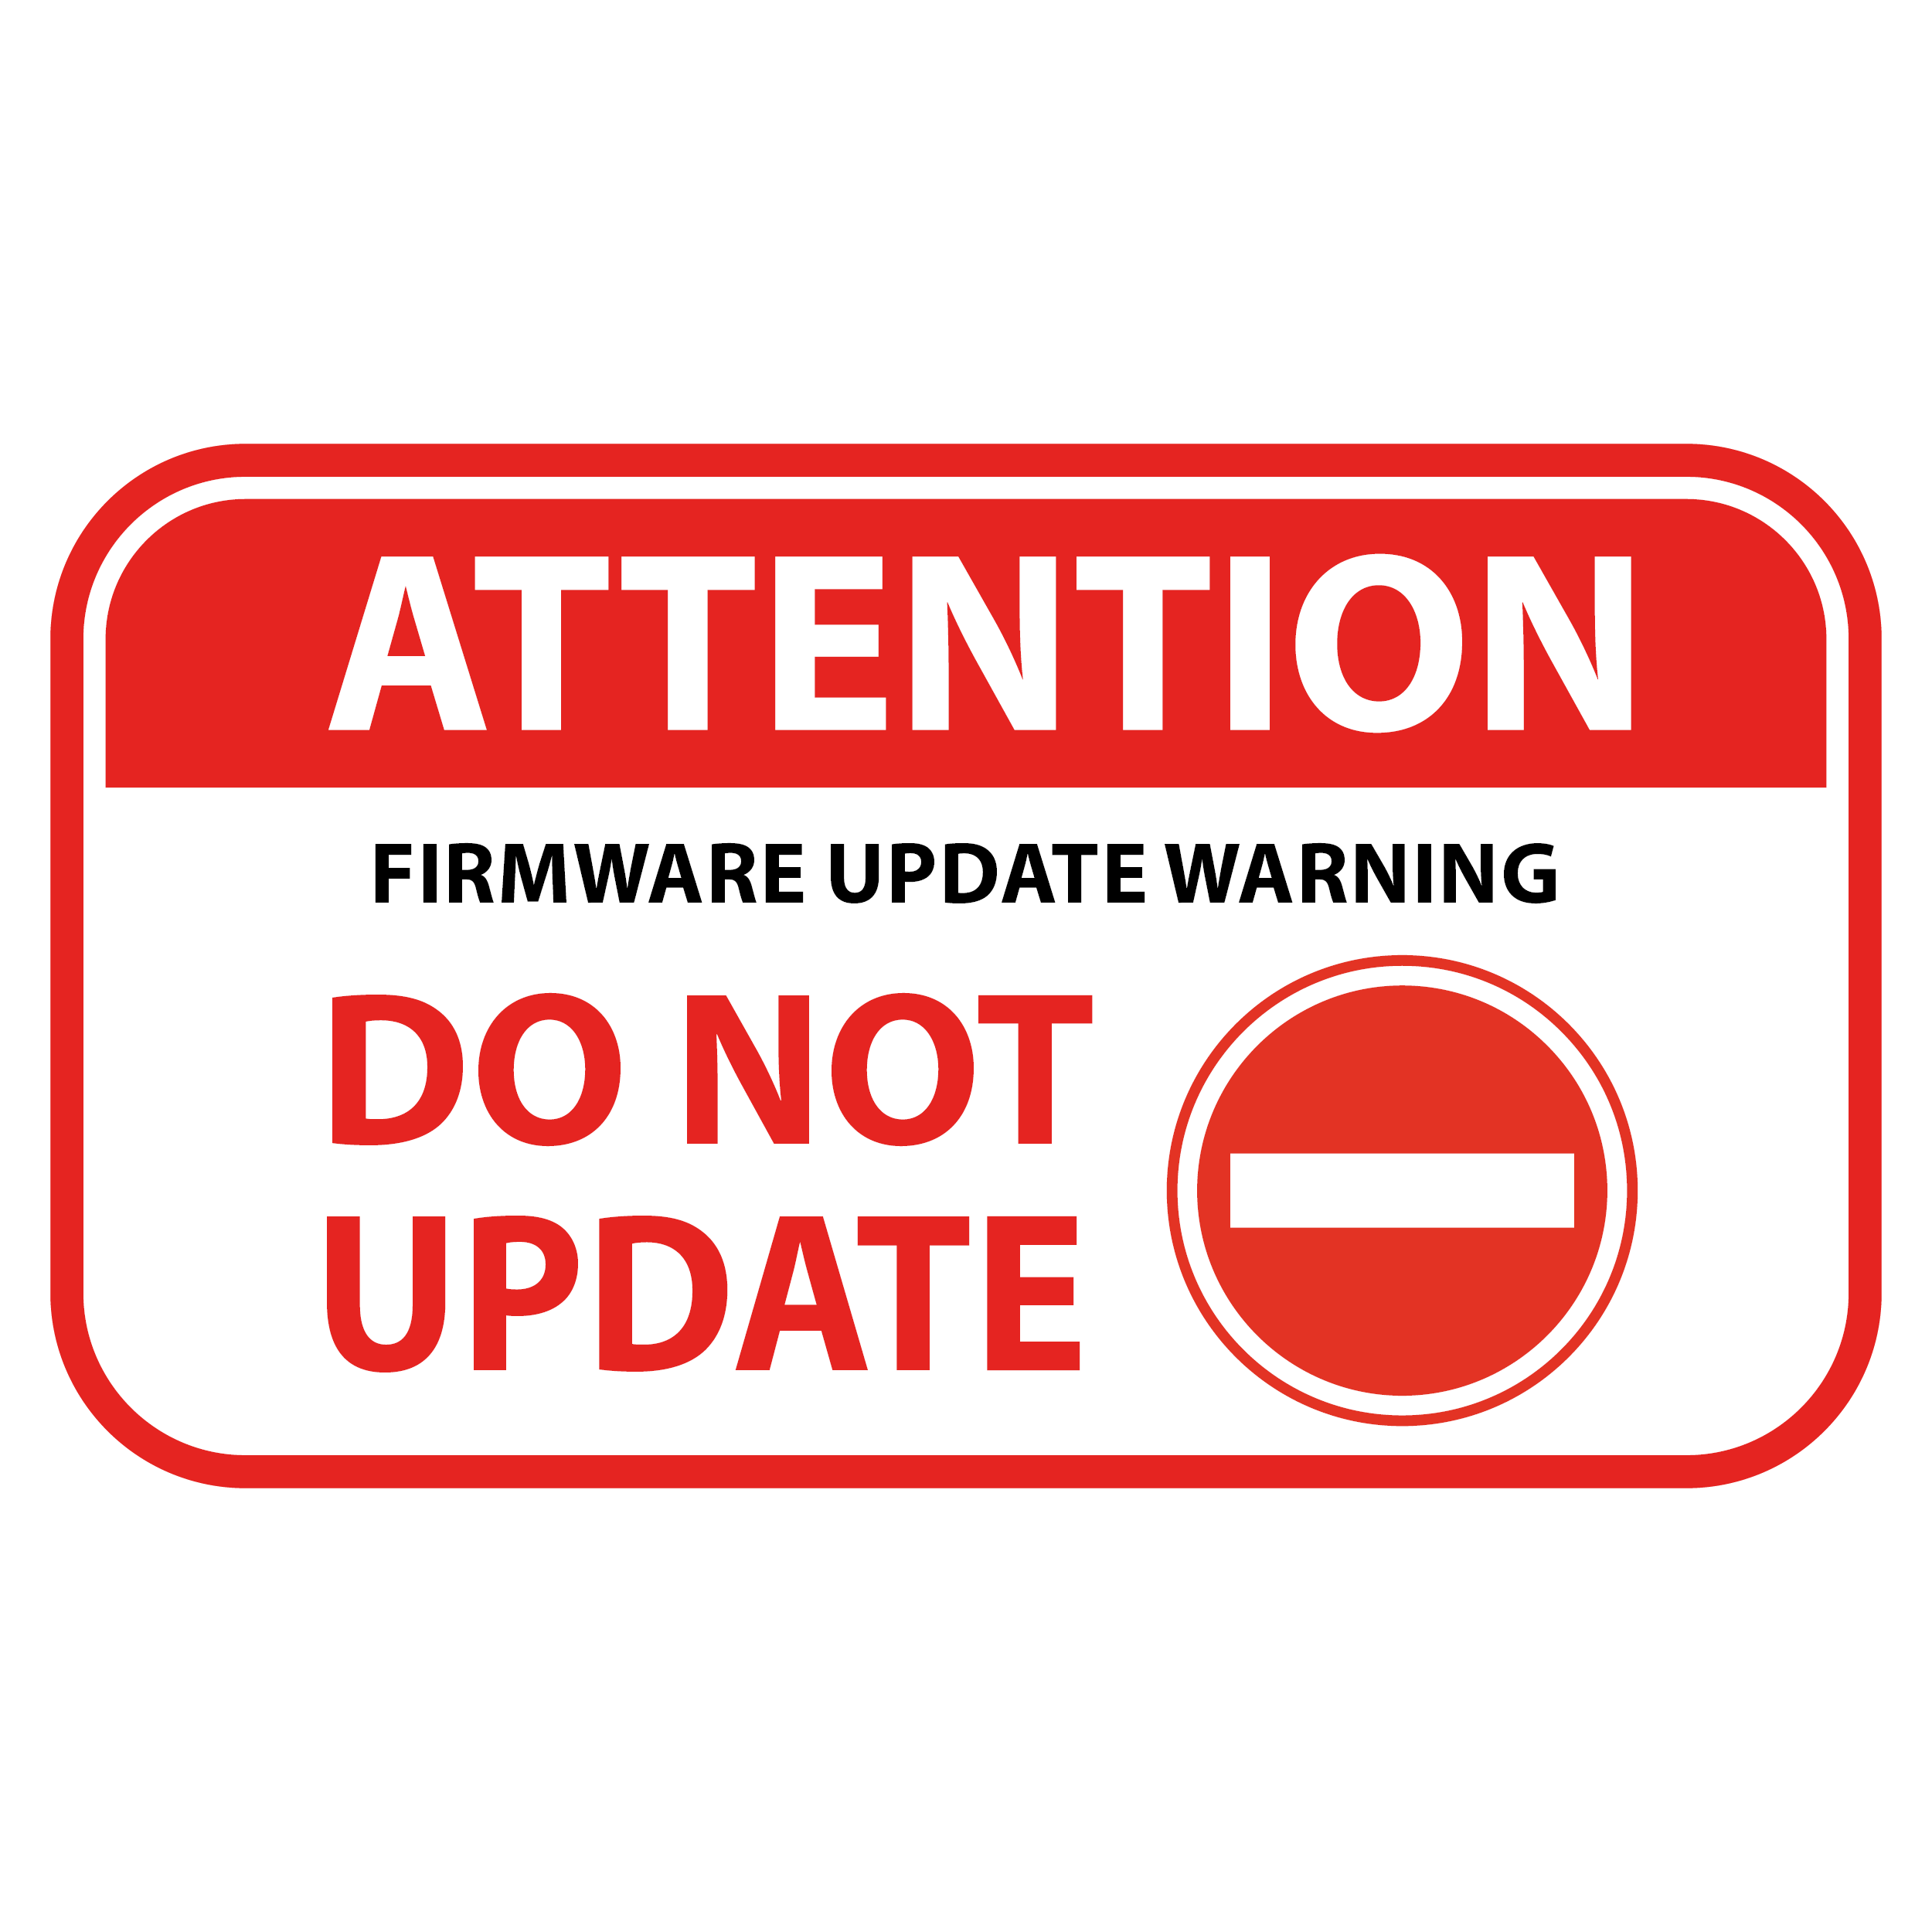 ATTENTION
FIRMWARE UPDATE WARNING
DO NOT
UPDATE